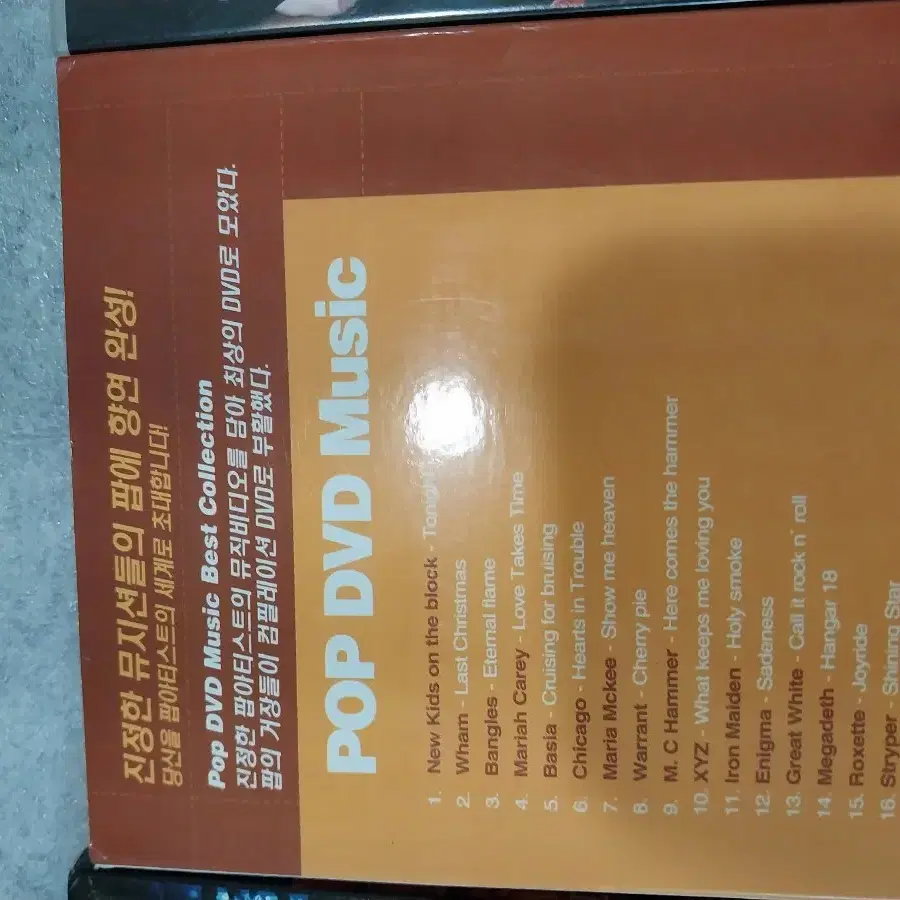 진정한 뮤지션들의 팝에 향연 완성!
당신을 팝아티스트의 세계로 초대합니다!
Pop DVD Music Best Collection
진정한 팝아티스트의 뮤직비디오를 담아 최상의 DVD로 모았다.
팝의 거장들이 컴필레이션 DVD로 부활했다.
POP DVD Music
1. New Kids on the block - Tonight
2. Wham - Last Christmas
3. Bangles - Eternal flame
4. Mariah Carey - Love Takes Time
5. Basia - Cruising for bruising
6. Chicago - Hearts in Trouble
7. Maria Mckee - Show me heaven
8. Warrant - Cherry pie
9. M. C Hammer - Here comes the hammer
10. XYZ - What keeps me loving you
11. Iron Maiden - Holy smoke
12. Enigma - Sadeness
13. Great White - Call it rock n` roll
14. Megadeth - Hangar 18
15. Roxette - Joyride
16. Stryper - Shining Star